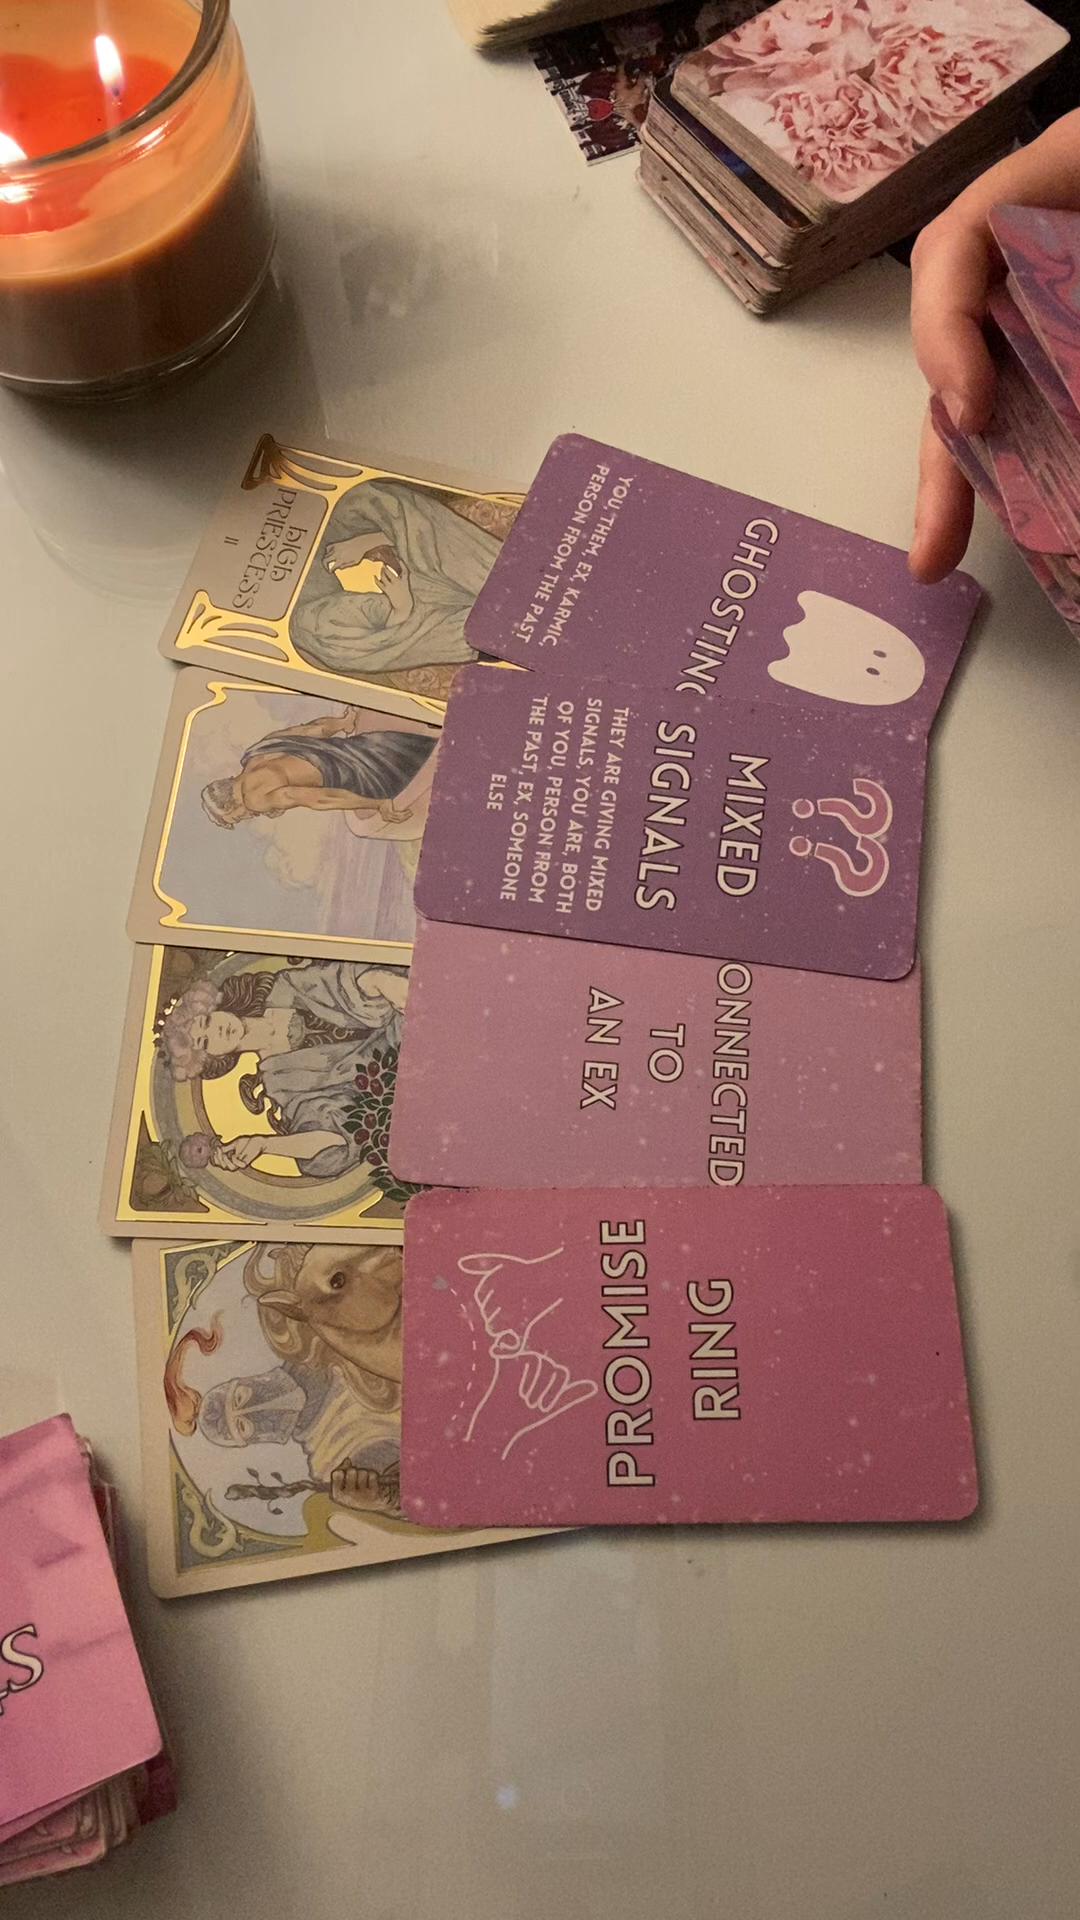 GHOSTING
YOU, THEM, EX, KARMIC,
PERSON FROM THE PAST
MIXED
SIGNALS
THEY ARE GIVING MIXED
SIGNALS, YOU ARE, BOTH
OF YOU, PERSON FROM
THE PAST, EX, SOMEONE
ELSE
ONNECTED
TO
AN EX
PROMISE
RING
hIGh
PRIESTESS
II